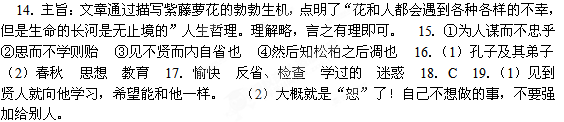 14. 主旨：文章通过描写紫藤萝花的勃勃生机，点明了“花和人都会遇到各种各样的不幸，
但是生命的长河是无止境的”人生哲理。理解略，言之有理即可。 15. ①为人谋而不忠乎
②思而不学则殆 ③见不贤而内自省也 ④然后知松柏之后凋也 16.（1）孔子及其弟子
（2）春秋 思想 教育 17. 愉快 反省、检查 学过的 迷惑 18. C 19.（1）见到
贤人就向他学习，希望能和他一样。 （2）大概就是“恕”了！自己不想做的事，不要强
加给别人。